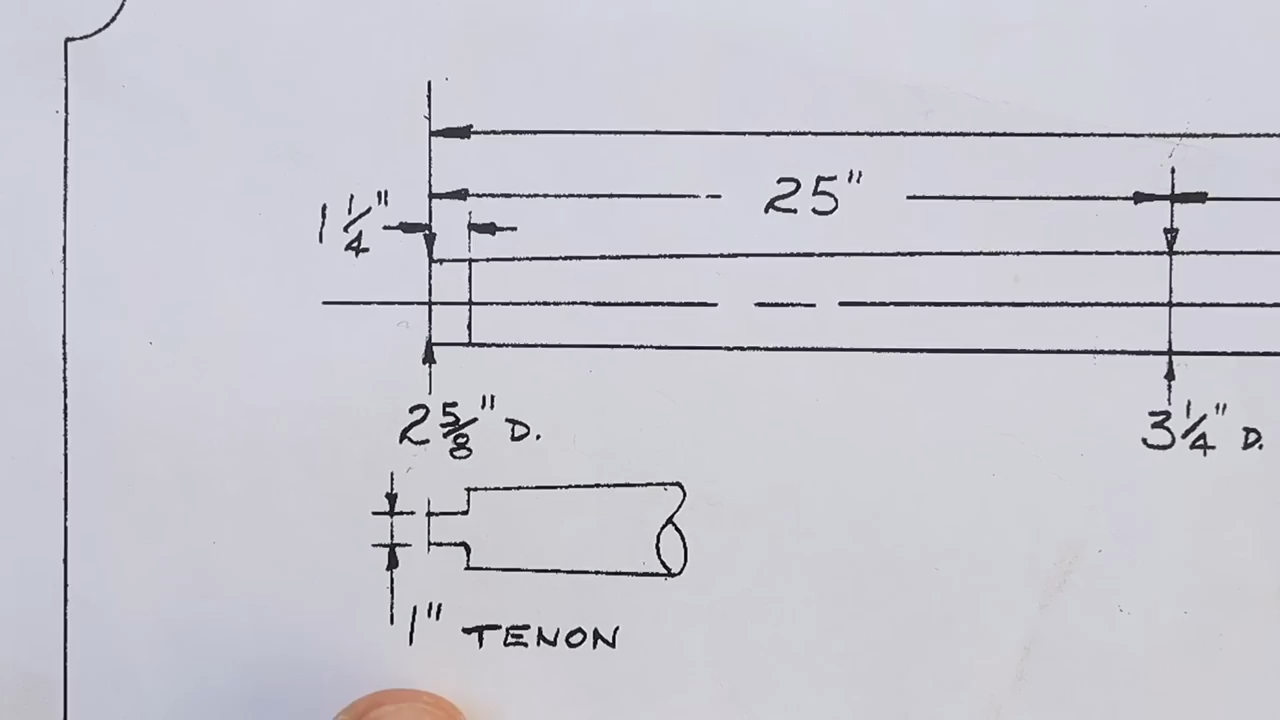 25"
1 1/4"
2 5/8" D.
3 1/4" D.
1" TENON